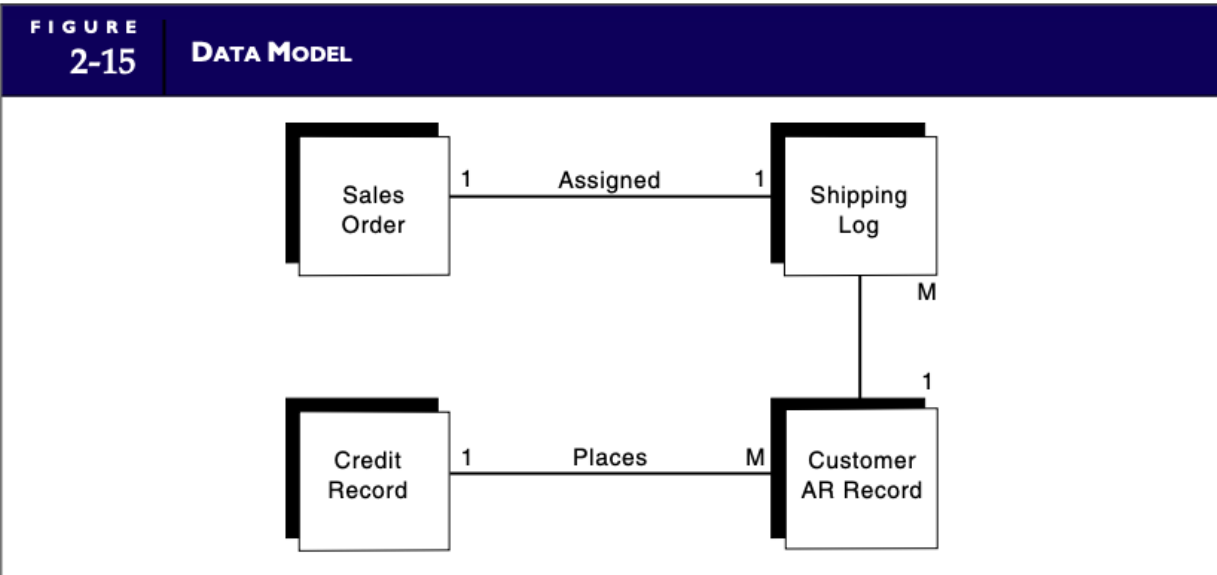 FIGURE
2-15
DATA MODEL
Sales
Order
1
Assigned
1
Shipping
Log
M
1
Credit
Record
1
Places
M
Customer
AR Record